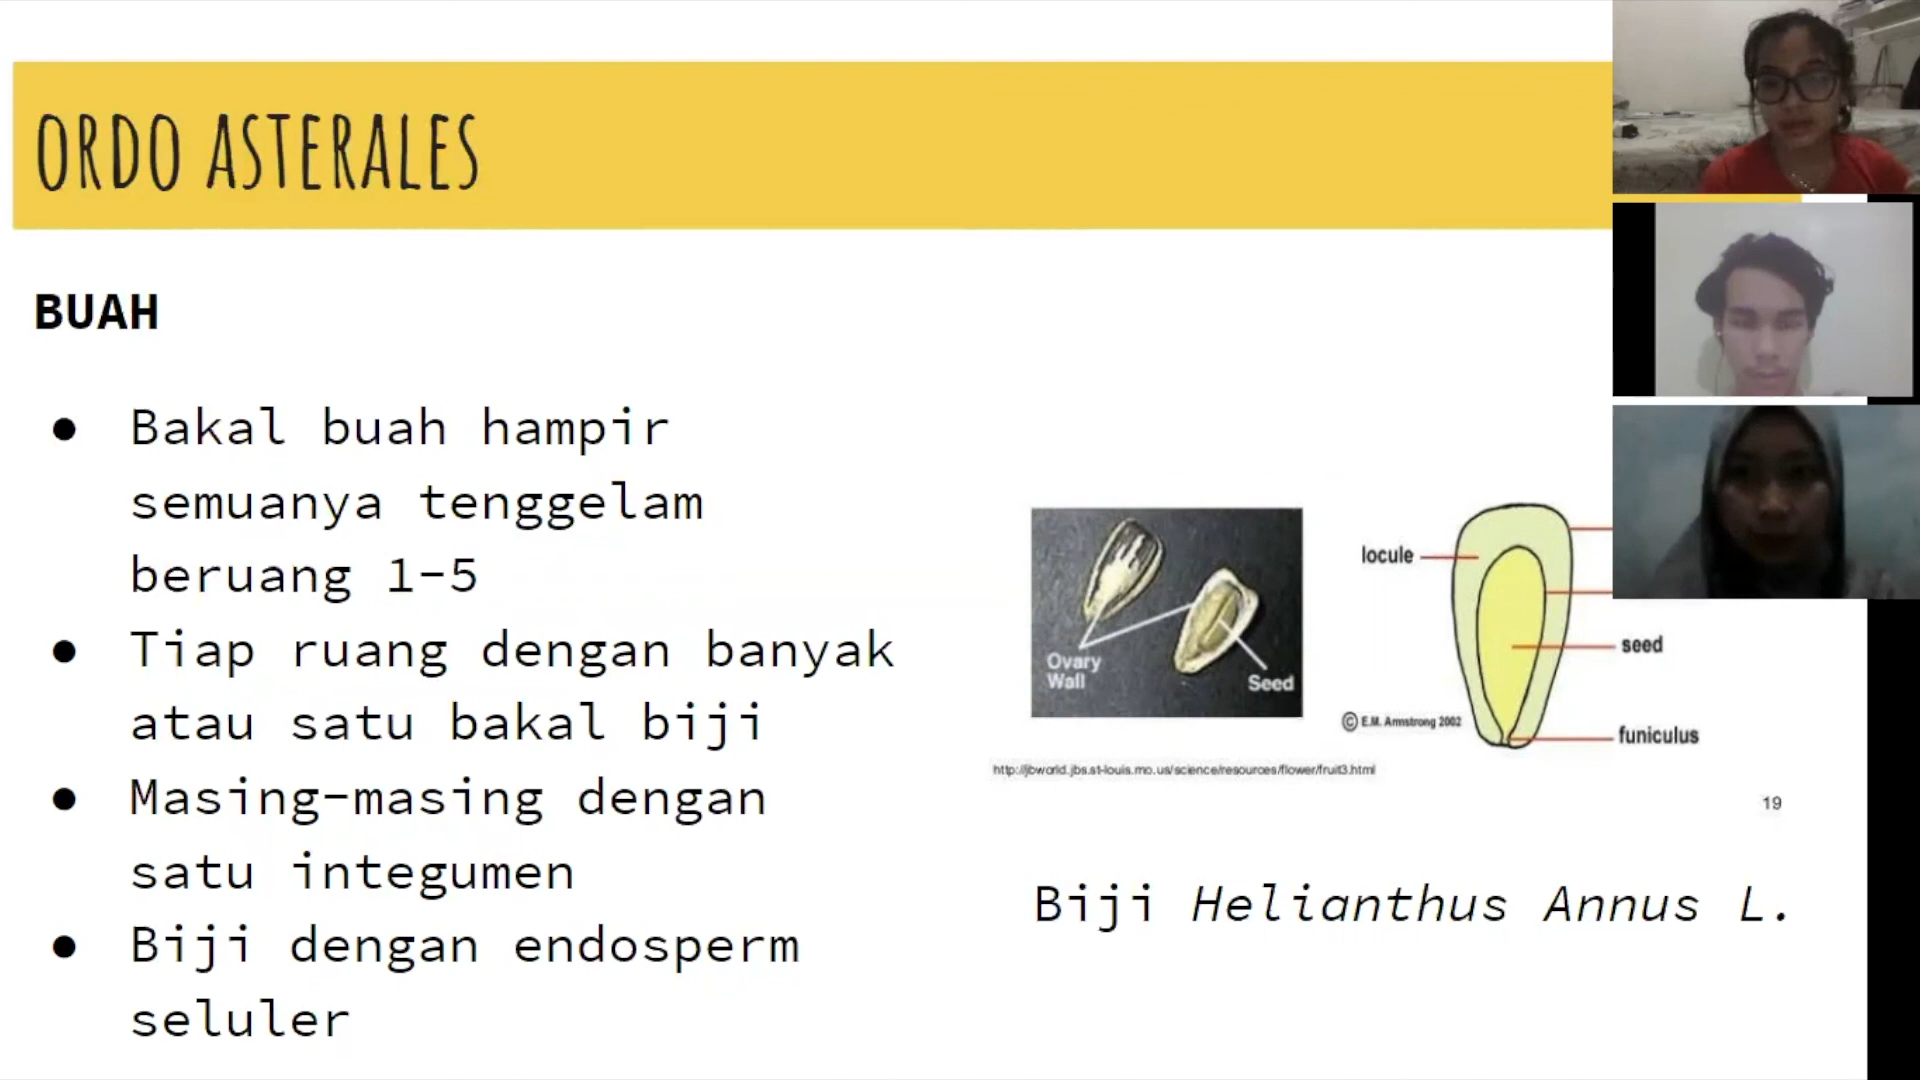 ORDO ASTERALES
BUAH
● Bakal buah hampir
semuanya tenggelam
beruang 1-5
● Tiap ruang dengan banyak
atau satu bakal biji
● Masing-masing dengan
satu integumen
● Biji dengan endosperm
seluler
Ovary
Wall
Seed
locule
seed
funiculus
© E.M. Armstrong 2002
http://jbworld.jbs.st-louis.mo.us/science/resources/flower/fruit3.html
19
Biji Helianthus Annus L.